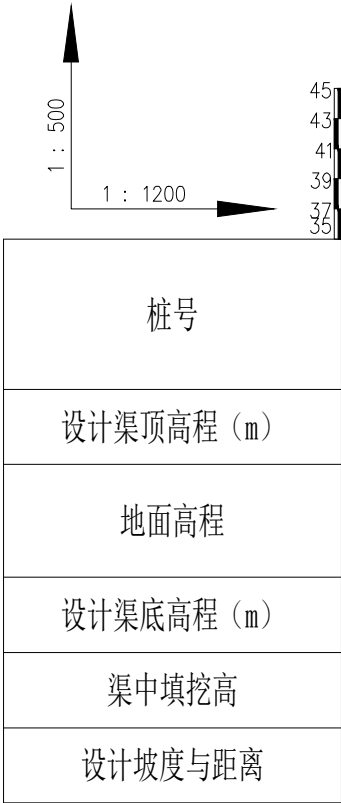 1 : 500
1 : 1200
45
43
41
39
37
35
桩号
设计渠顶高程（m）
地面高程
设计渠底高程（m）
渠中填挖高
设计坡度与距离